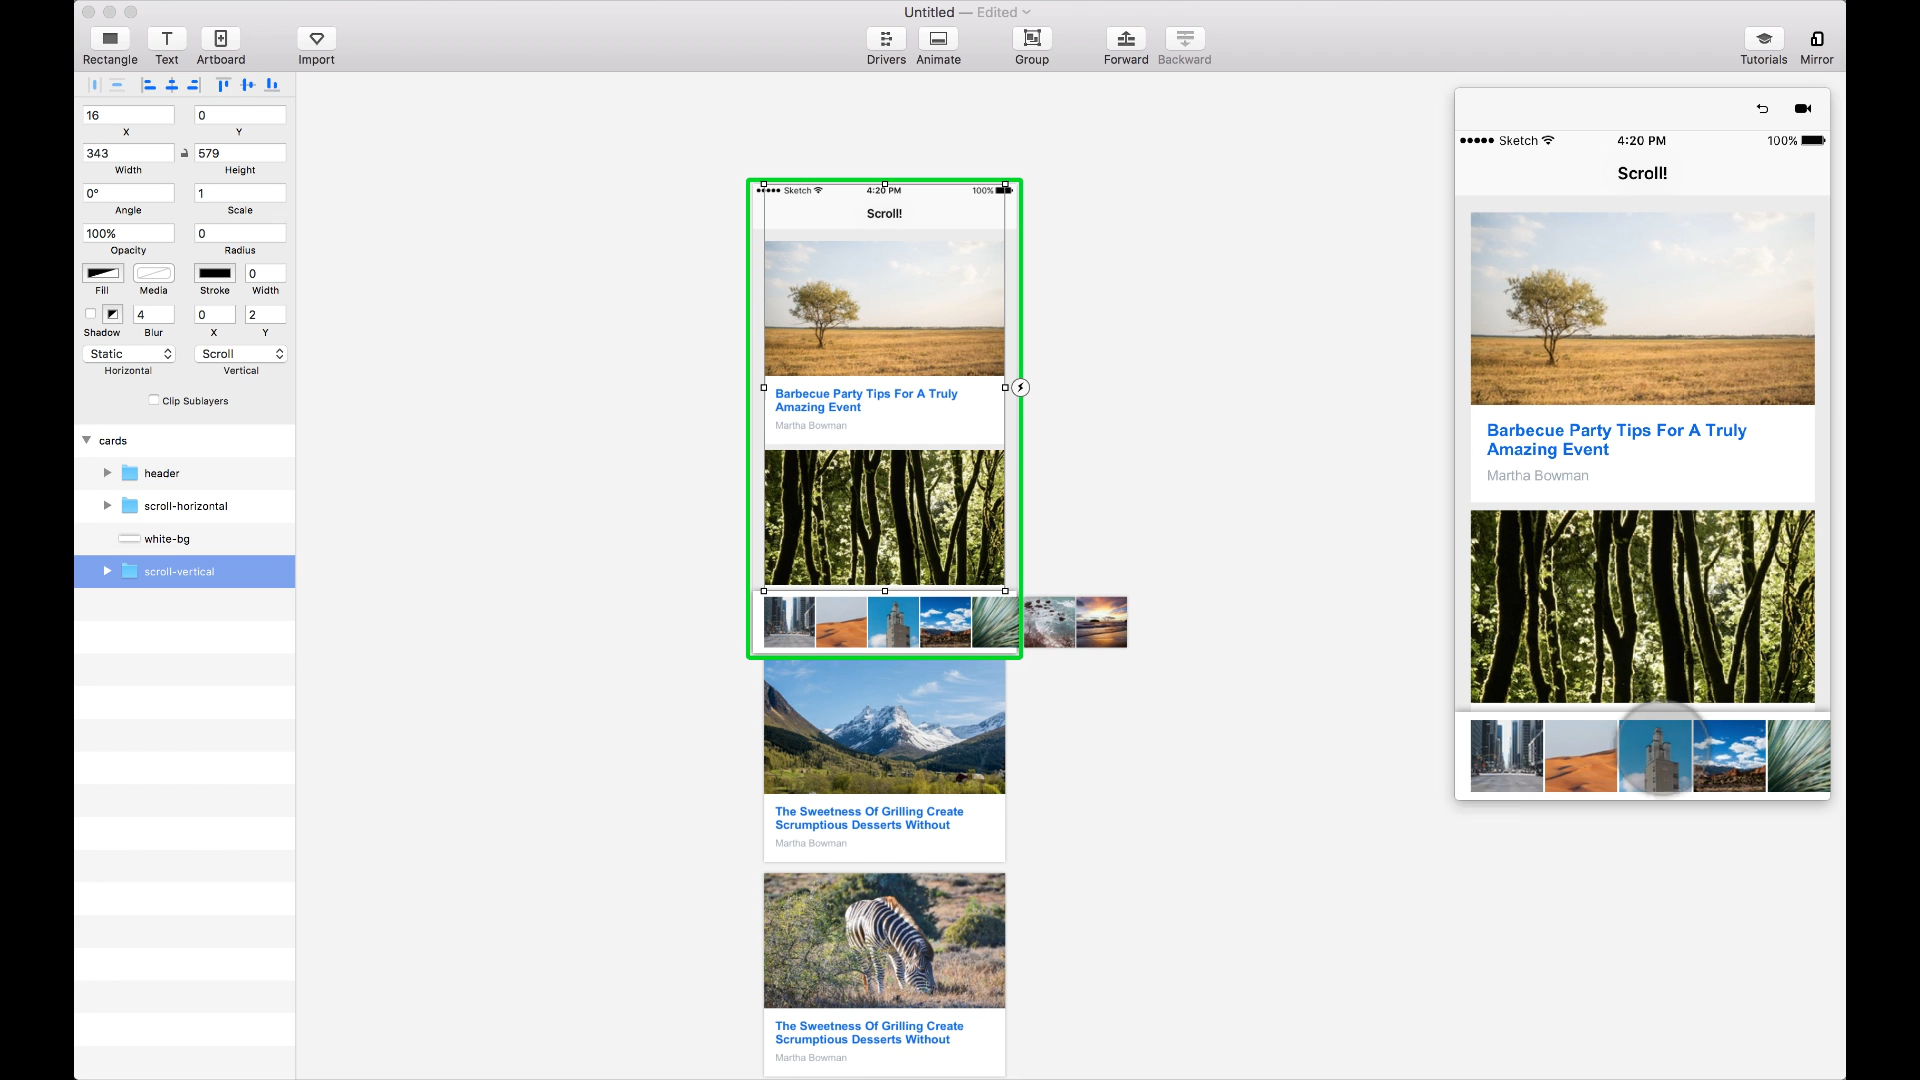 Untitled — Edited
Rectangle Text Artboard Import Drivers Animate Group Forward Backward Tutorials Mirror
16 0
X Y
343 579
Width Height
0° 1
Angle Scale
100% 0
Opacity Radius
0
Fill Media Stroke Width
4 0 2
Shadow Blur X Y
Static Scroll
Horizontal Vertical
Clip Sublayers
cards
header
scroll-horizontal
white-bg
scroll-vertical
Sketch 4:20 PM 100%
Scroll!
Barbecue Party Tips For A Truly
Amazing Event
Martha Bowman
The Sweetness Of Grilling Create
Scrumptious Desserts Without
Martha Bowman
The Sweetness Of Grilling Create
Scrumptious Desserts Without
Martha Bowman
Sketch 4:20 PM 100%
Scroll!
Barbecue Party Tips For A Truly
Amazing Event
Martha Bowman